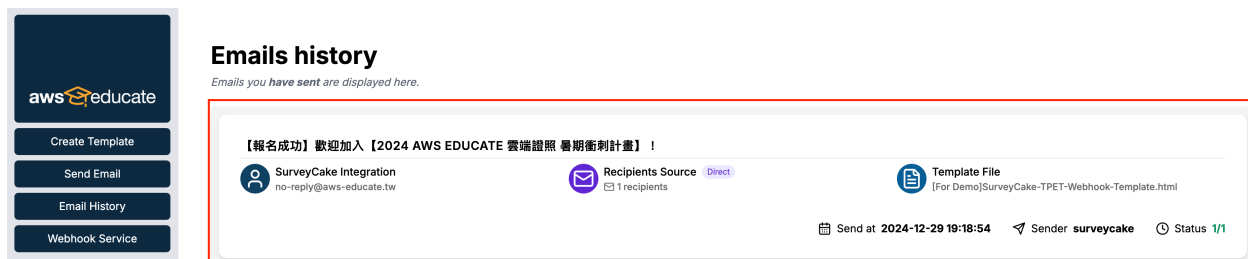 aws educate
Create Template
Send Email
Email History
Webhook Service
Emails history
Emails you have sent are displayed here.
【報名成功】歡迎加入【2024 AWS EDUCATE 雲端證照 暑期衝刺計畫】！
SurveyCake Integration
no-reply@aws-educate.tw
Recipients Source Direct
1 recipients
Template File
[For Demo]SurveyCake-TPET-Webhook-Template.html
Send at 2024-12-29 19:18:54 Sender surveycake Status 1/1